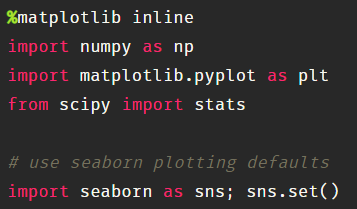 %matplotlib inline
import numpy as np
import matplotlib.pyplot as plt
from scipy import stats
# use seaborn plotting defaults
import seaborn as sns; sns.set()